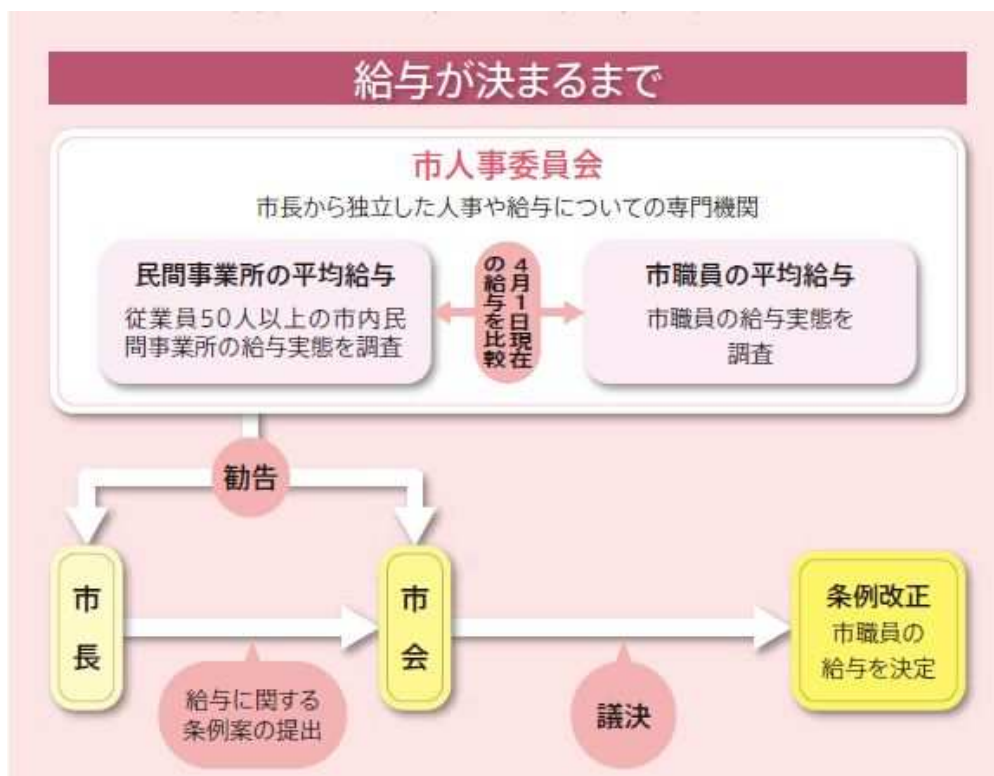 給与が決まるまで
市人事委員会
市長から独立した人事や給与についての専門機関
民間事業所の平均給与
従業員50人以上の市内民
間事業所の給与実態を調査
4月1日現在
の給与を比較
市職員の平均給与
市職員の給与実態を
調査
勧告
市長
給与に関する
条例案の提出
市会
議決
条例改正
市職員の
給与を決定